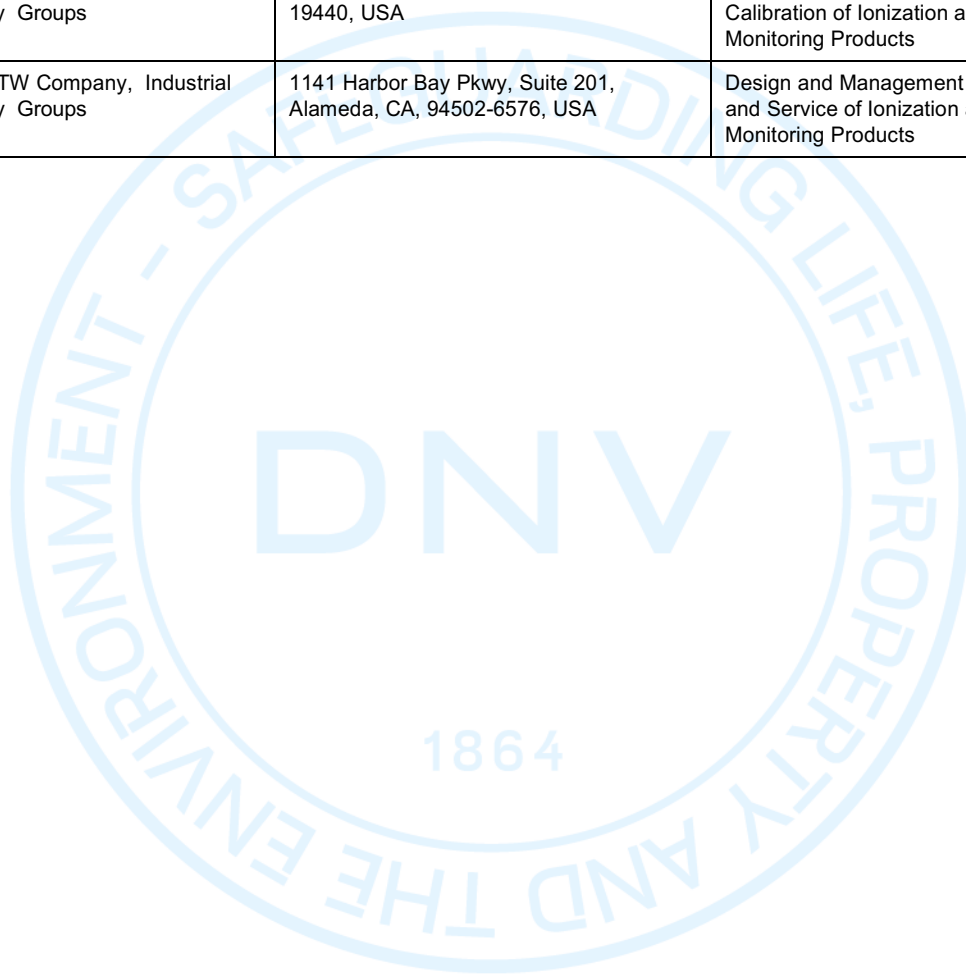 Groups
19440, USA
Calibration of Ionization
Monitoring Products
TW Company, Industrial
Groups
1141 Harbor Bay Pkwy, Suite 201,
Alameda, CA, 94502-6576, USA
Design and Management
and Service of Ionization
Monitoring Products
SAFEGUARDING LIFE, PROPERTY AND THE ENVIRONMENT -
DNV
1864